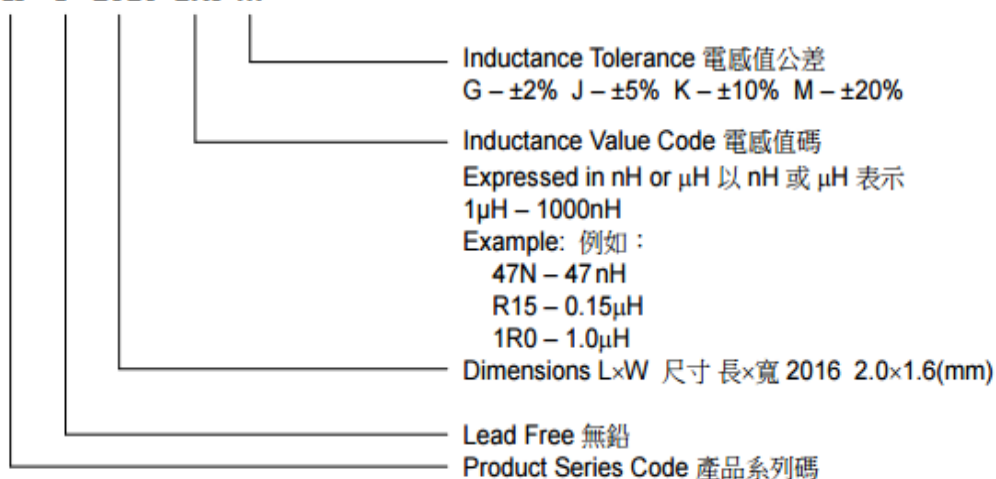 Inductance Tolerance 電感值公差
G – ±2% J – ±5% K – ±10% M – ±20%
Inductance Value Code 電感值碼
Expressed in nH or μH 以 nH 或 μH 表示
1μH – 1000nH
Example: 例如：
47N – 47 nH
R15 – 0.15μH
1R0 – 1.0μH
Dimensions L×W 尺寸 長×寬 2016 2.0×1.6(mm)
Lead Free 無鉛
Product Series Code 產品系列碼